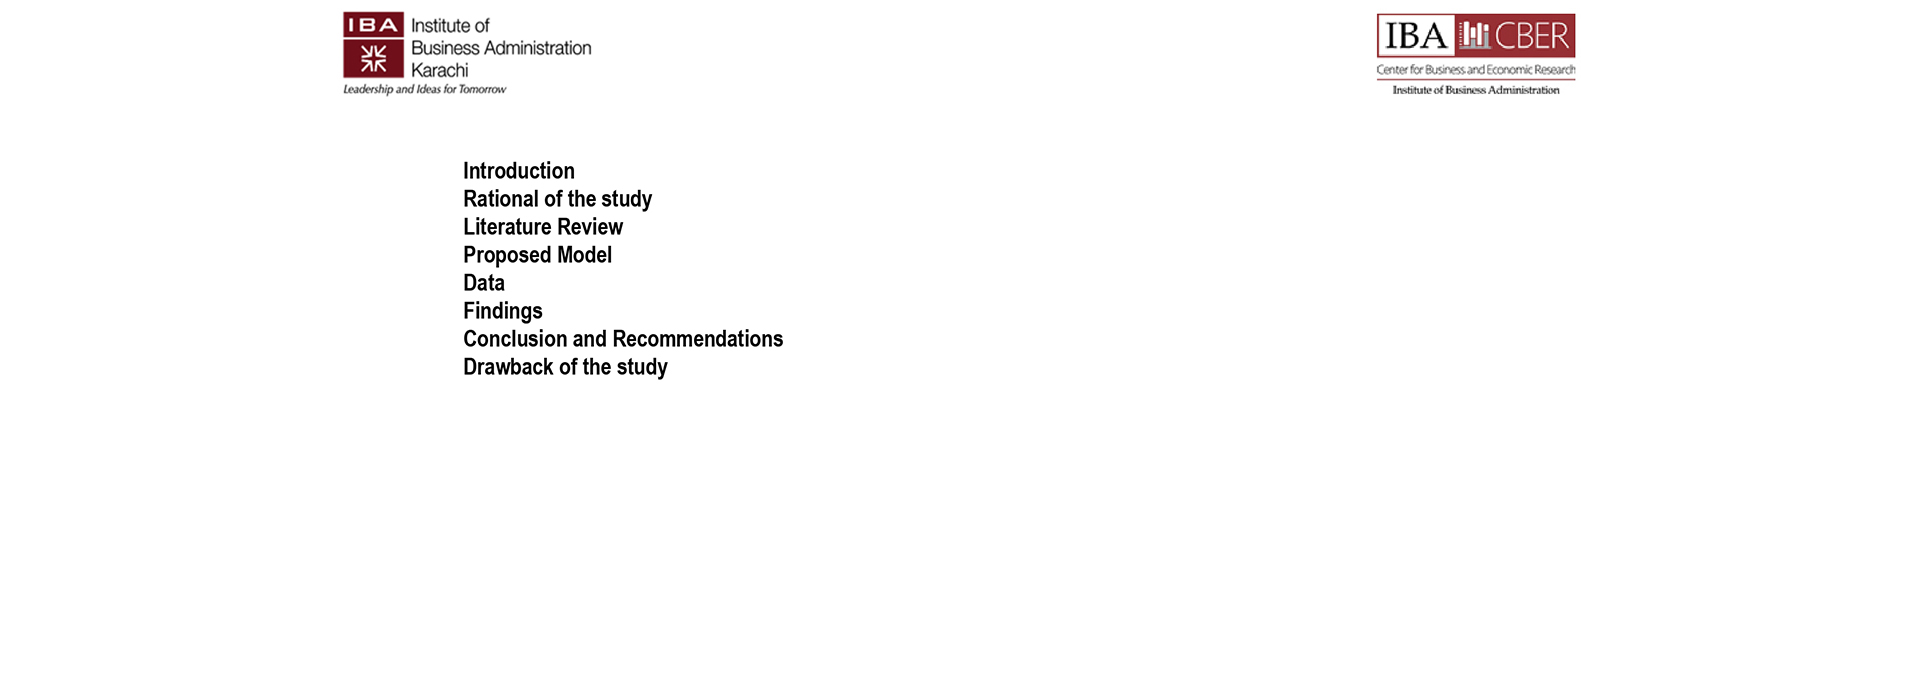 IBA Institute of
Business Administration
Karachi
Leadership and Ideas for Tomorrow
IBA CBER
Center for Business and Economic Research
Institute of Business Administration
Introduction
Rational of the study
Literature Review
Proposed Model
Data
Findings
Conclusion and Recommendations
Drawback of the study